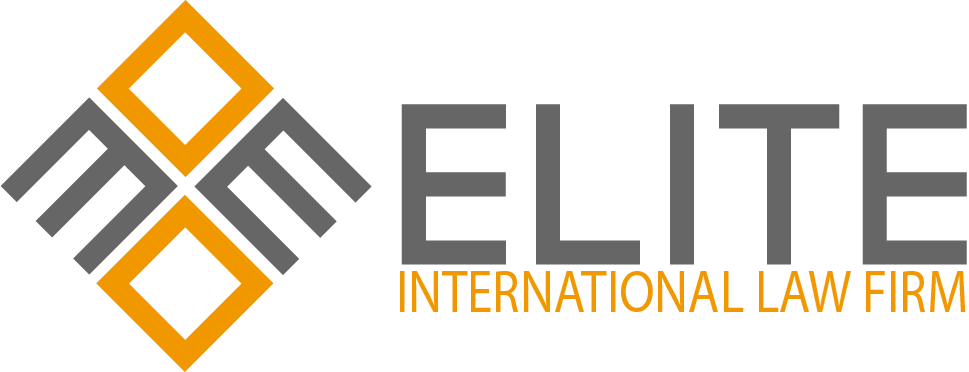 ELITE
INTERNATIONAL LAW FIRM